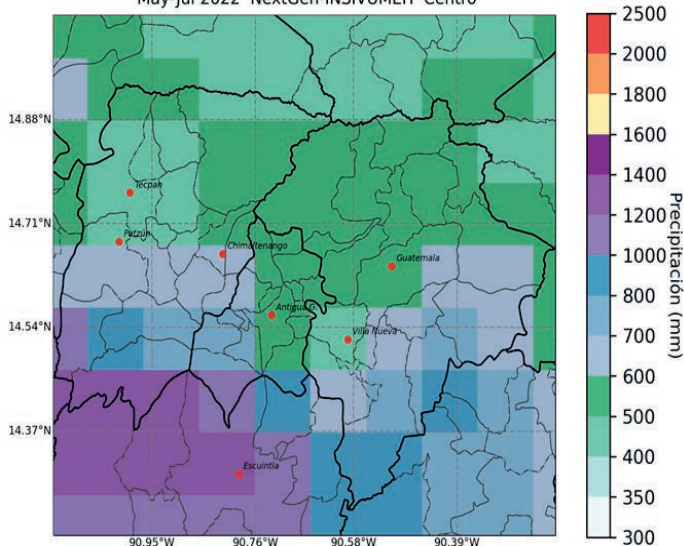 May-Jul 2022 NextGen-INSIVUMEH Centro
2500
2000
1800
1600
1400
1200
1000
800
700
600
500
400
350
300
Precipitación (mm)
14.88°N
14.71°N
14.54°N
14.37°N
Tecpan
Patzún
Chimaltenango
Guatemala
Antigua G.
Villa Nueva
Escuintla
90.95°W
90.76°W
90.58°W
90.39°W